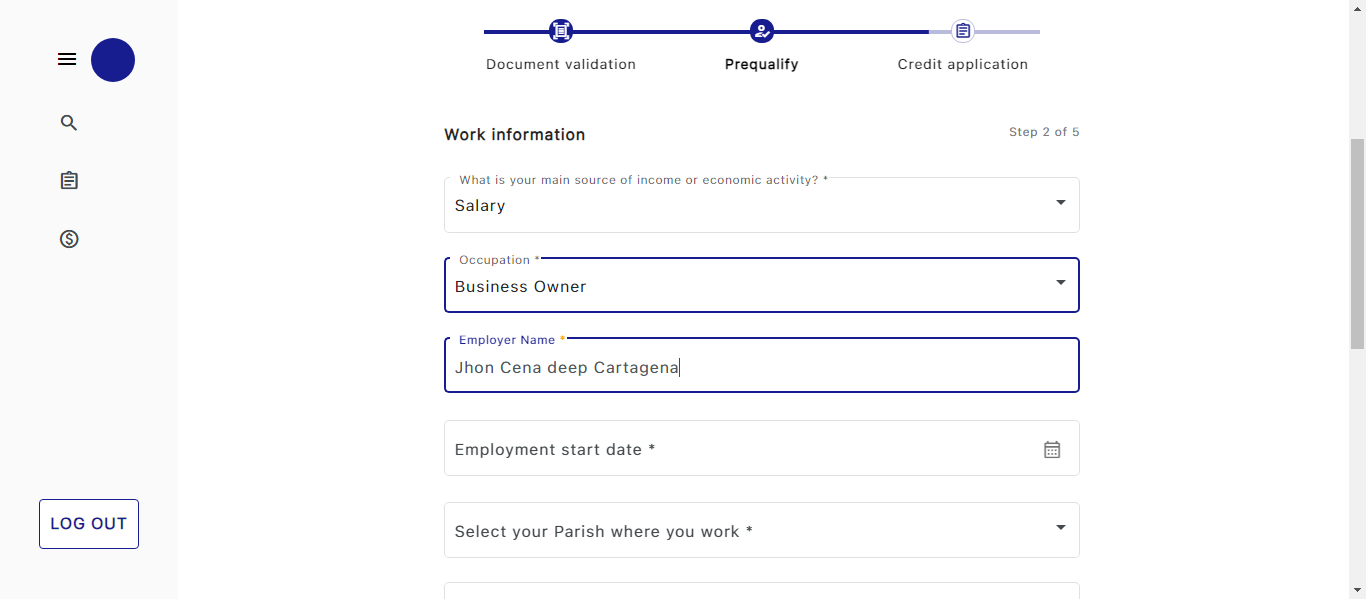 Document validation
Prequalify
Credit application
Work information
Step 2 of 5
What is your main source of income or economic activity? *
Salary
Occupation *
Business Owner
Employer Name *
Jhon Cena deep Cartagena
Employment start date *
Select your Parish where you work *
LOG OUT